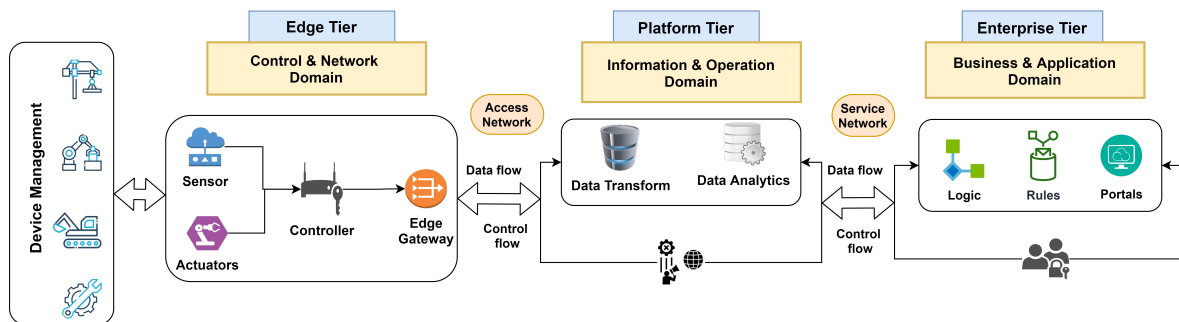 Device Management
Edge Tier
Control & Network
Domain
Sensor
Actuators
Controller
Edge
Gateway
Access
Network
Data flow
Control
flow
Platform Tier
Information & Operation
Domain
Data Transform
Data Analytics
Service
Network
Data flow
Control
flow
Enterprise Tier
Business & Application
Domain
Logic
Rules
Portals